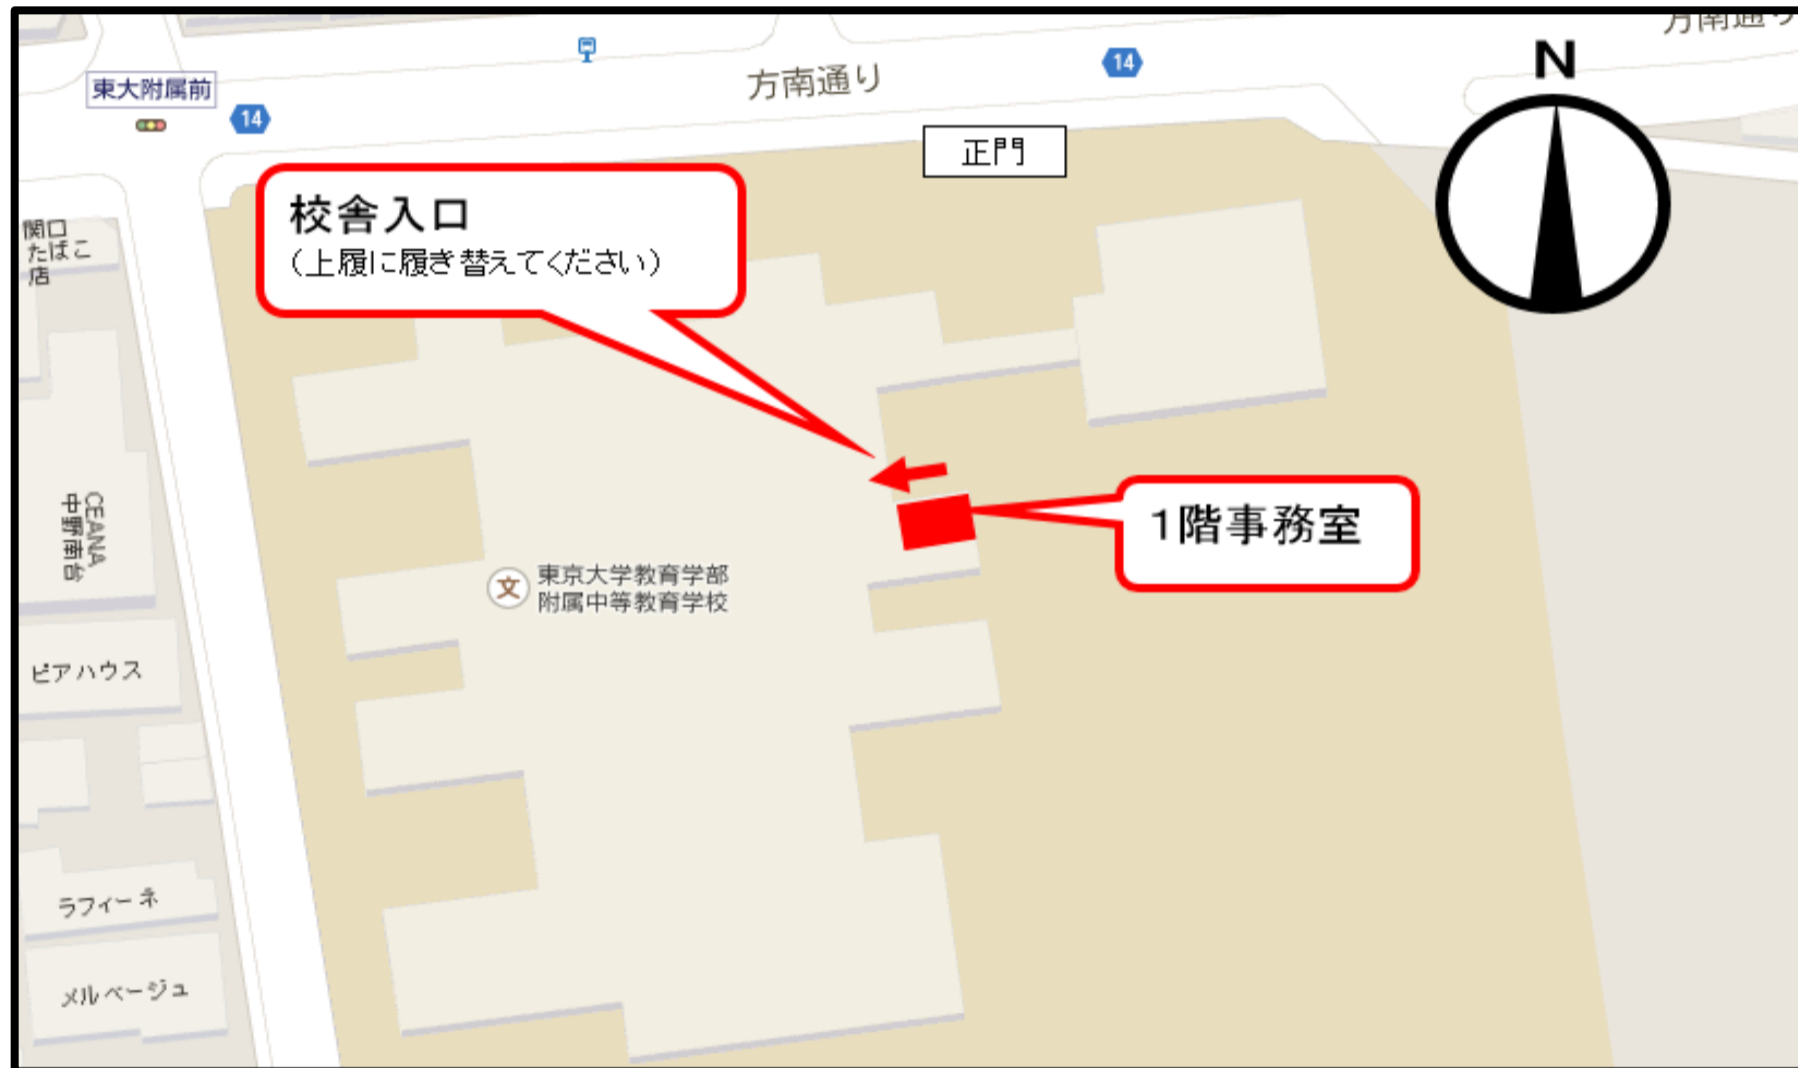 方南通り
N
東大附属前
14
方南通り
14
正門
校舎入口
（上履に履き替えてください）
関口
たばこ
店
CEANA
中野南台
1階事務室
文
東京大学教育学部
附属中等教育学校
ピアハウス
ラフィーネ
メルベージュ